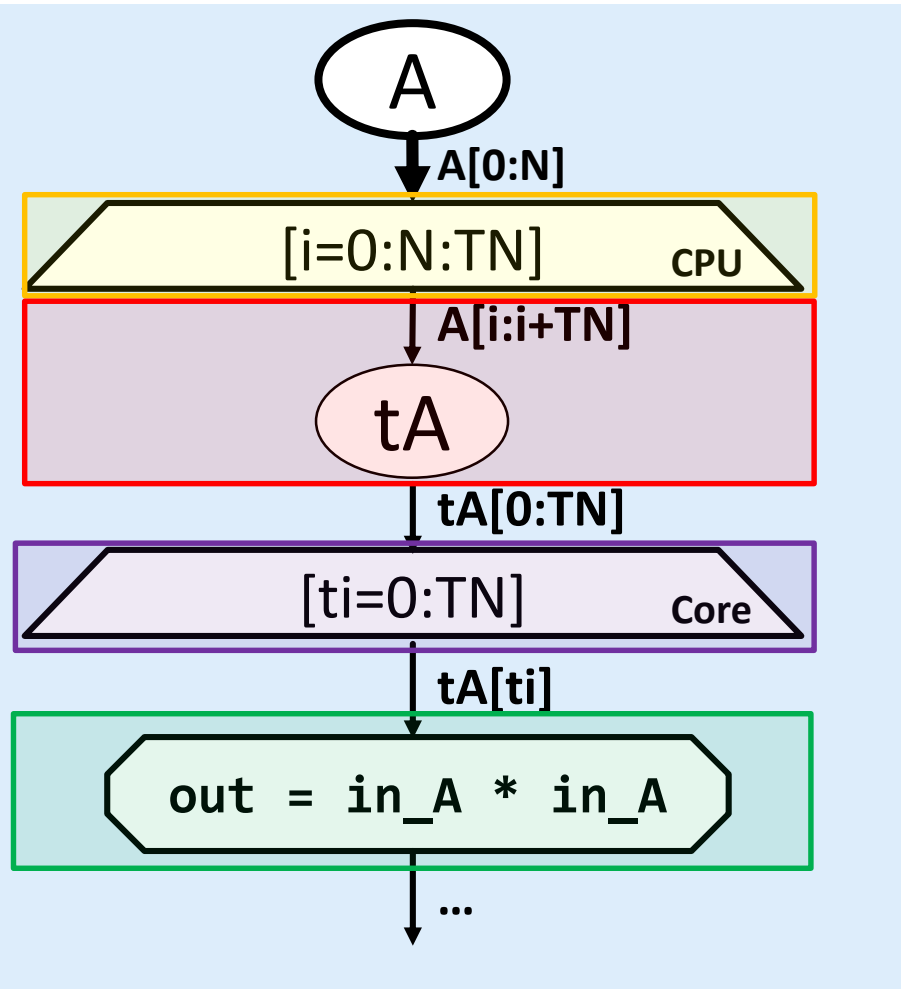 A
A[0:N]
[i=0:N:TN]
CPU
A[i:i+TN]
tA
tA[0:TN]
[ti=0:TN]
Core
tA[ti]
out = in_A * in_A
…